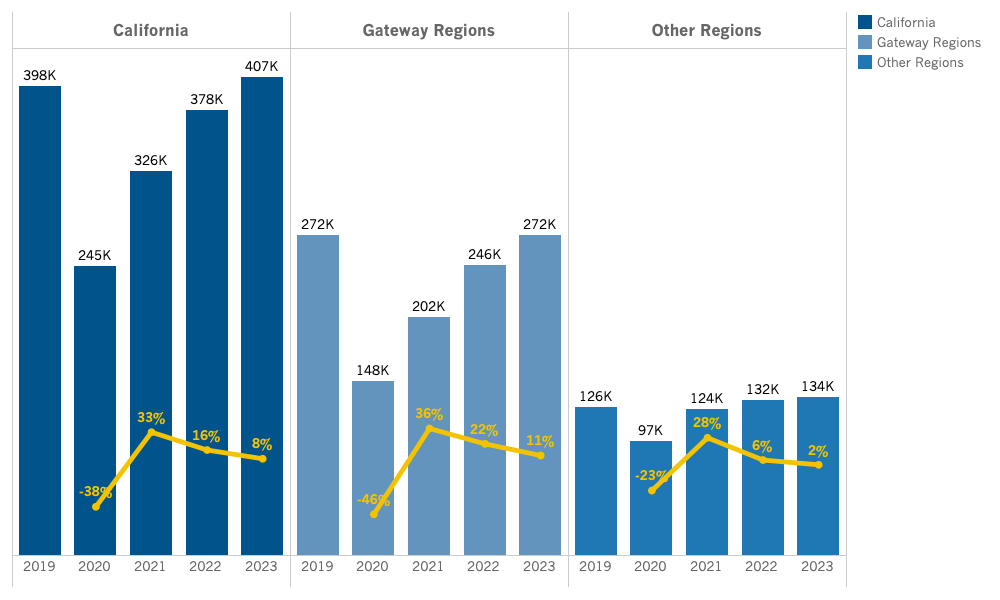 California
Gateway Regions
Other Regions
California
Gateway Regions
Other Regions
398K
245K
326K
378K
407K
-38%
33%
16%
8%
2019
2020
2021
2022
2023
272K
148K
202K
246K
272K
-46%
36%
22%
11%
2019
2020
2021
2022
2023
126K
97K
124K
132K
134K
-23%
28%
6%
2%
2019
2020
2021
2022
2023